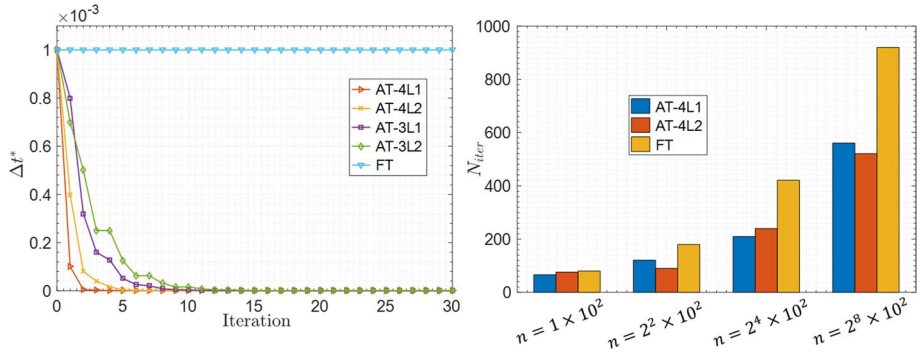 ×10⁻³
1
0.8
0.6
0.4
0.2
0
Δt*
AT-4L1
AT-4L2
AT-3L1
AT-3L2
FT
0 5 10 15 20 25 30
Iteration
1000
800
600
400
200
0
N_iter
AT-4L1
AT-4L2
FT
n = 1 × 10² n = 2² × 10² n = 2⁴ × 10² n = 2⁸ × 10²